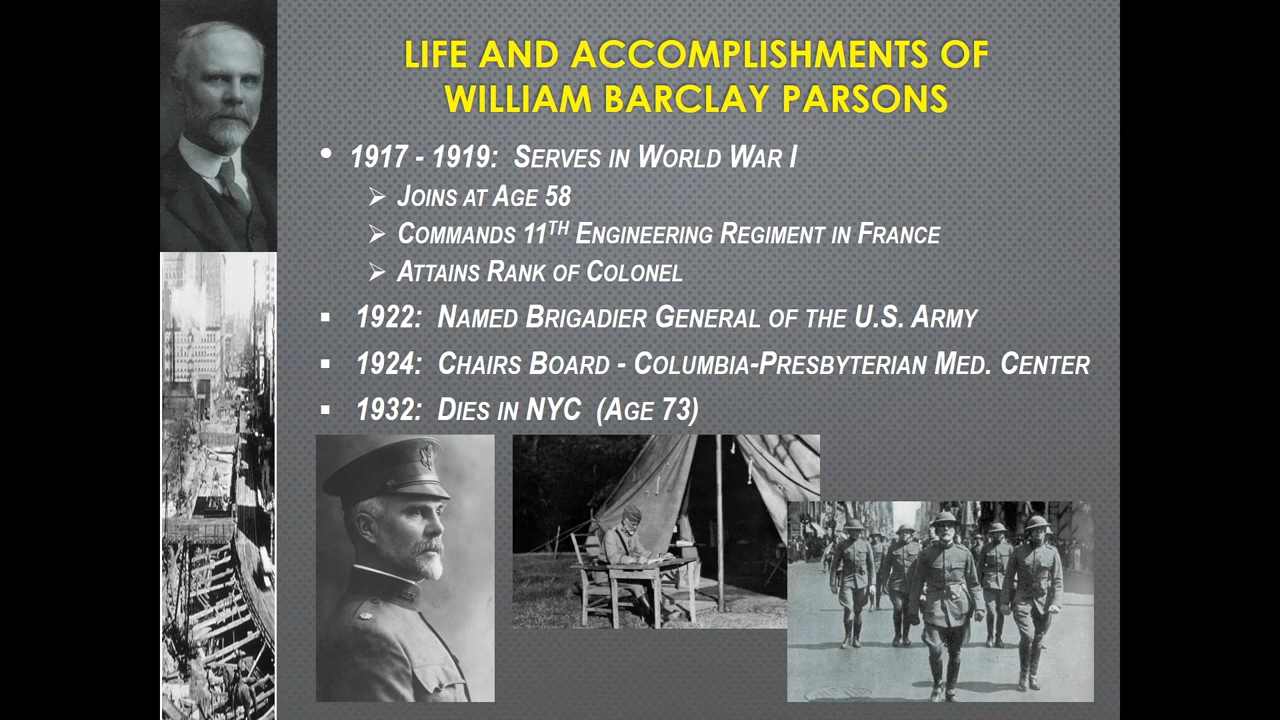 LIFE AND ACCOMPLISHMENTS OF
WILLIAM BARCLAY PARSONS
• 1917 - 1919: SERVES IN WORLD WAR I
➢ JOINS AT AGE 58
➢ COMMANDS 11TH ENGINEERING REGIMENT IN FRANCE
➢ ATTAINS RANK OF COLONEL
▪ 1922: NAMED BRIGADIER GENERAL OF THE U.S. ARMY
▪ 1924: CHAIRS BOARD - COLUMBIA-PRESBYTERIAN MED. CENTER
▪ 1932: DIES IN NYC (AGE 73)